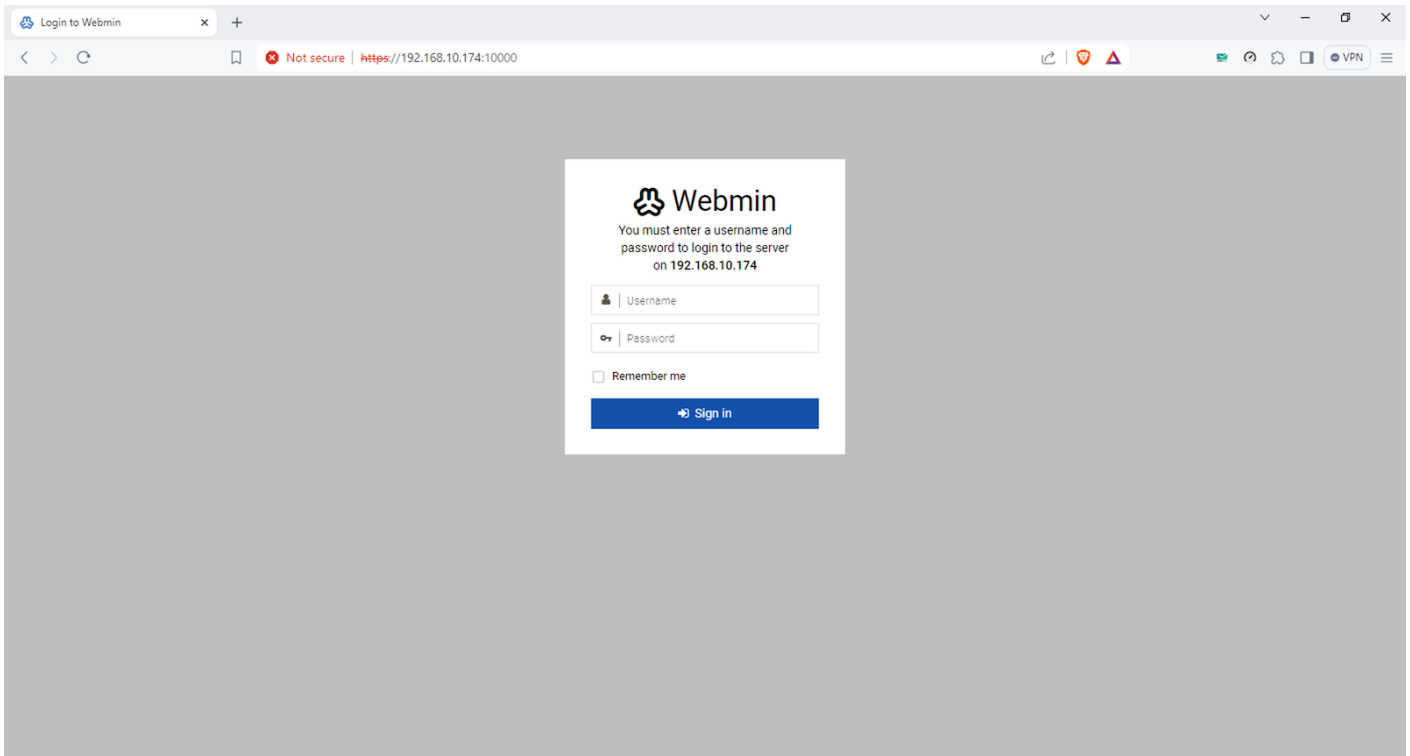 Login to Webmin
Not secure
https://192.168.10.174:10000
VPN
Webmin
You must enter a username and
password to login to the server
on 192.168.10.174
Username
Password
Remember me
Sign in